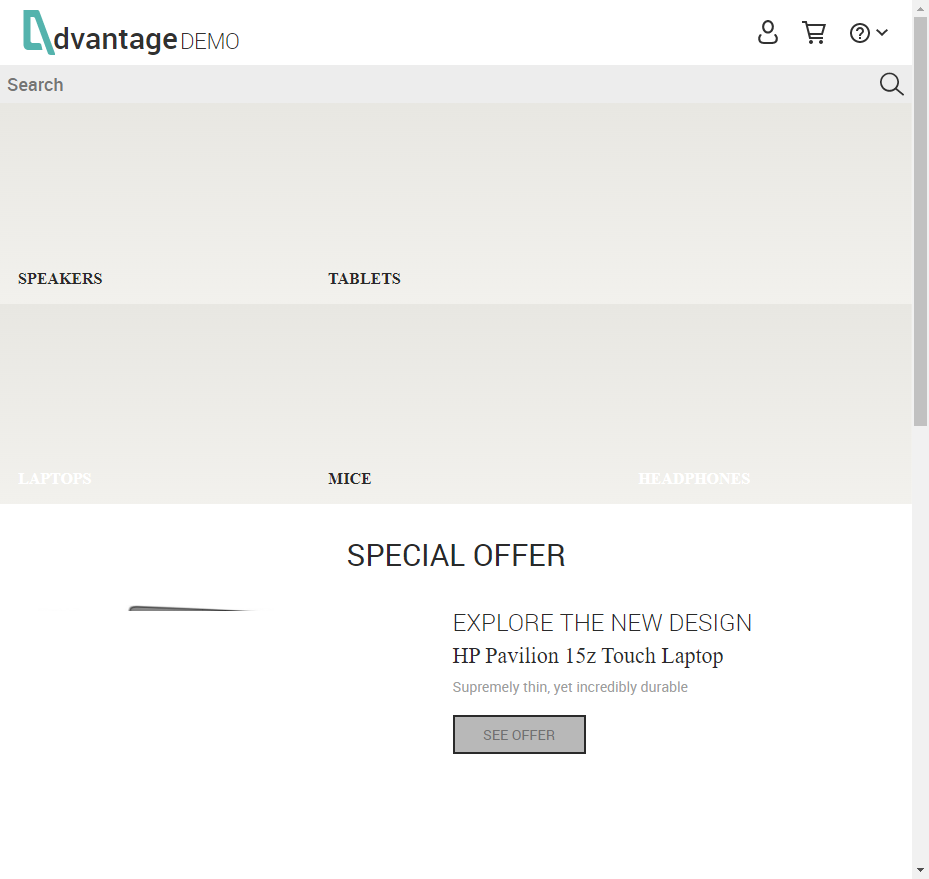 dvantage DEMO
Search
SPEAKERS
TABLETS
LAPTOPS
MICE
HEADPHONES
SPECIAL OFFER
EXPLORE THE NEW DESIGN
HP Pavilion 15z Touch Laptop
Supremely thin, yet incredibly durable
SEE OFFER